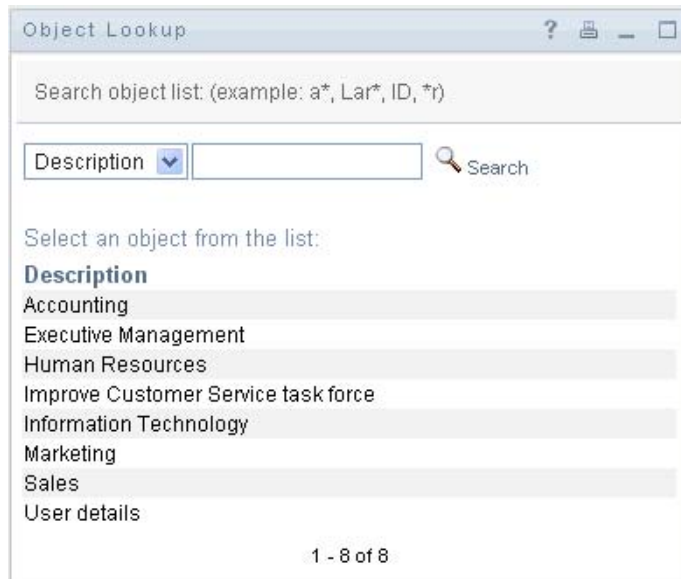 Object Lookup ?
Search object list: (example: a*, Lar*, ID, *r)
Description Search
Select an object from the list:
Description
Accounting
Executive Management
Human Resources
Improve Customer Service task force
Information Technology
Marketing
Sales
User details
1 - 8 of 8